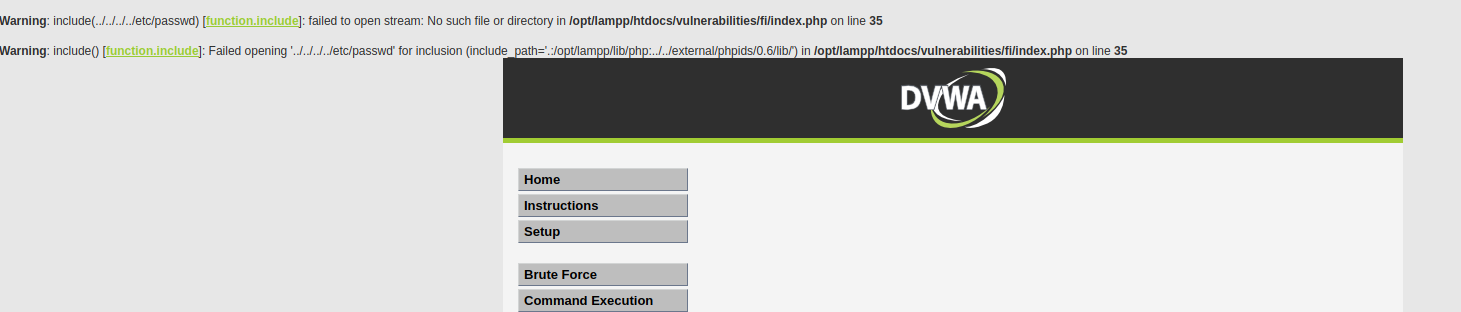 Warning: include(../../../../etc/passwd) [function.include]: failed to open stream: No such file or directory in /opt/lampp/htdocs/vulnerabilities/fi/index.php on line 35
Warning: include() [function.include]: Failed opening '../../../../etc/passwd' for inclusion (include_path='.:/opt/lampp/lib/php:../../external/phpids/0.6/lib/') in /opt/lampp/htdocs/vulnerabilities/fi/index.php on line 35
DVWA
Home
Instructions
Setup
Brute Force
Command Execution